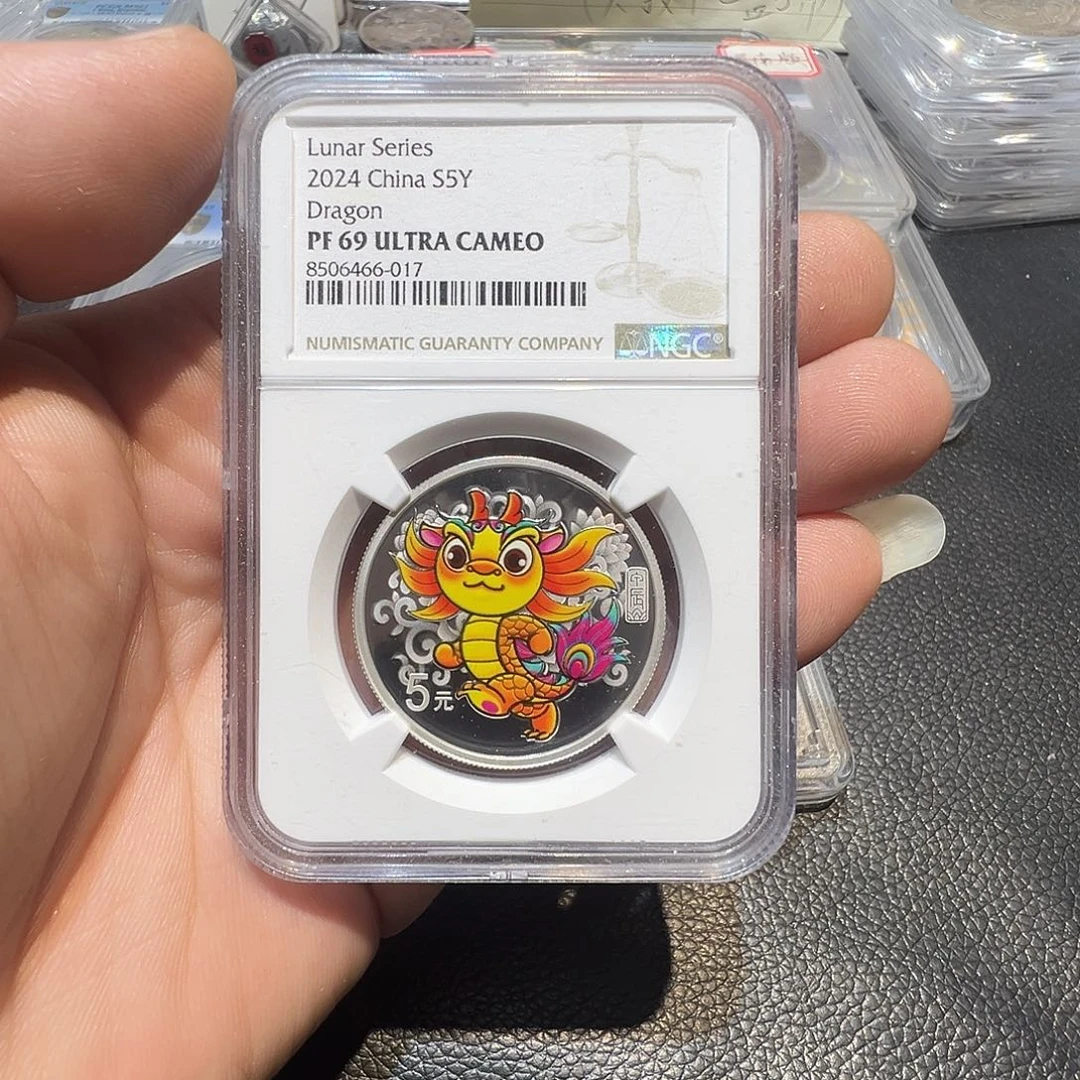 Lunar Series
2024 China S5Y
Dragon
PF 69 ULTRA CAMEO
8506466-017
NUMISMATIC GUARANTY COMPANY
NGC®
5元